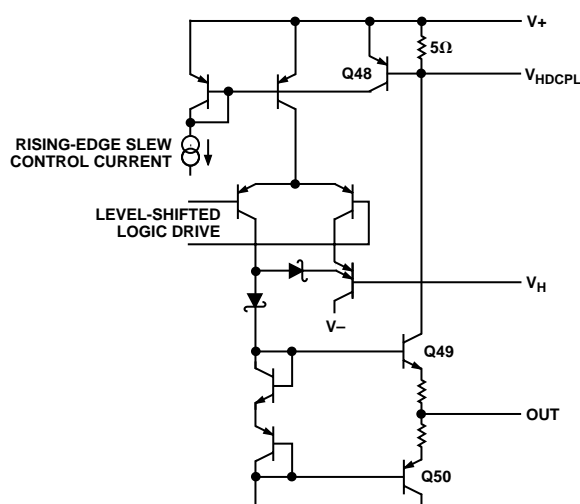 V+
5Ω
Q48
VHDCPL
RISING-EDGE SLEW
CONTROL CURRENT
LEVEL-SHIFTED
LOGIC DRIVE
VH
V–
Q49
OUT
Q50